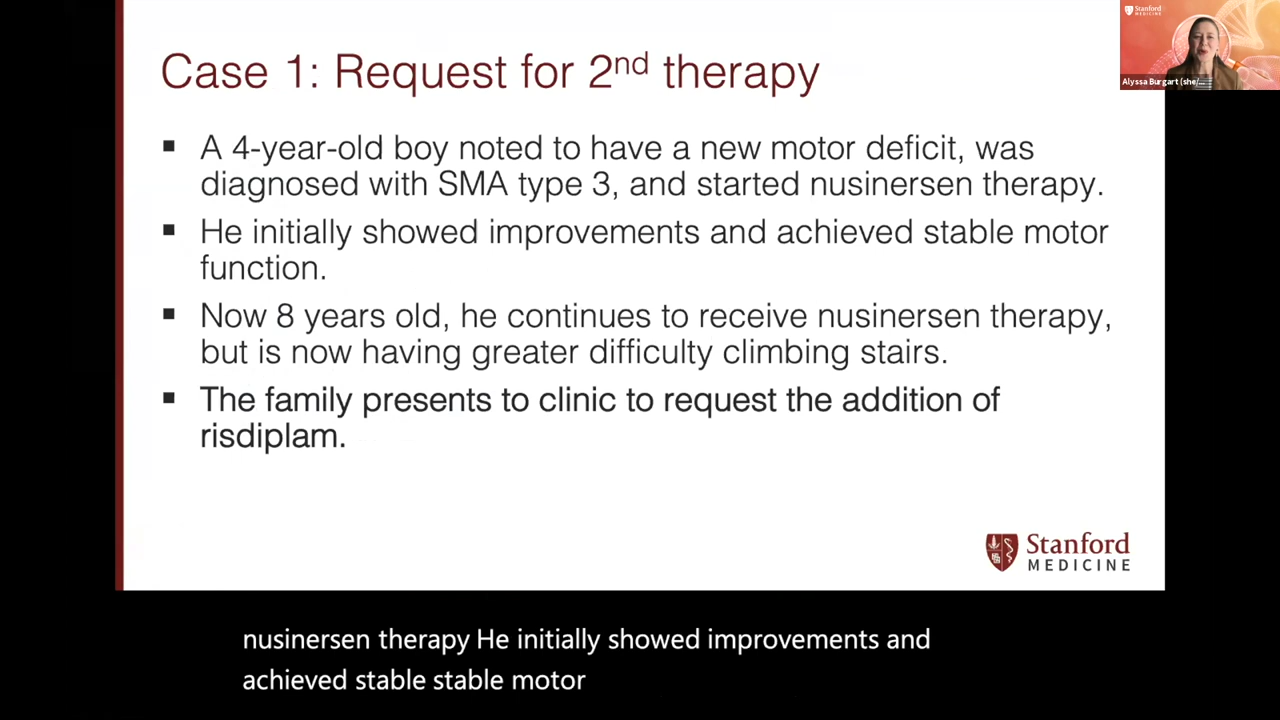 Case 1: Request for 2nd therapy
Stanford
MEDICINE
Alyssa Burgart (she/...
▪ A 4-year-old boy noted to have a new motor deficit, was
diagnosed with SMA type 3, and started nusinersen therapy.
▪ He initially showed improvements and achieved stable motor
function.
▪ Now 8 years old, he continues to receive nusinersen therapy,
but is now having greater difficulty climbing stairs.
▪ The family presents to clinic to request the addition of
risdiplam.
Stanford
MEDICINE
nusinersen therapy He initially showed improvements and
achieved stable stable motor